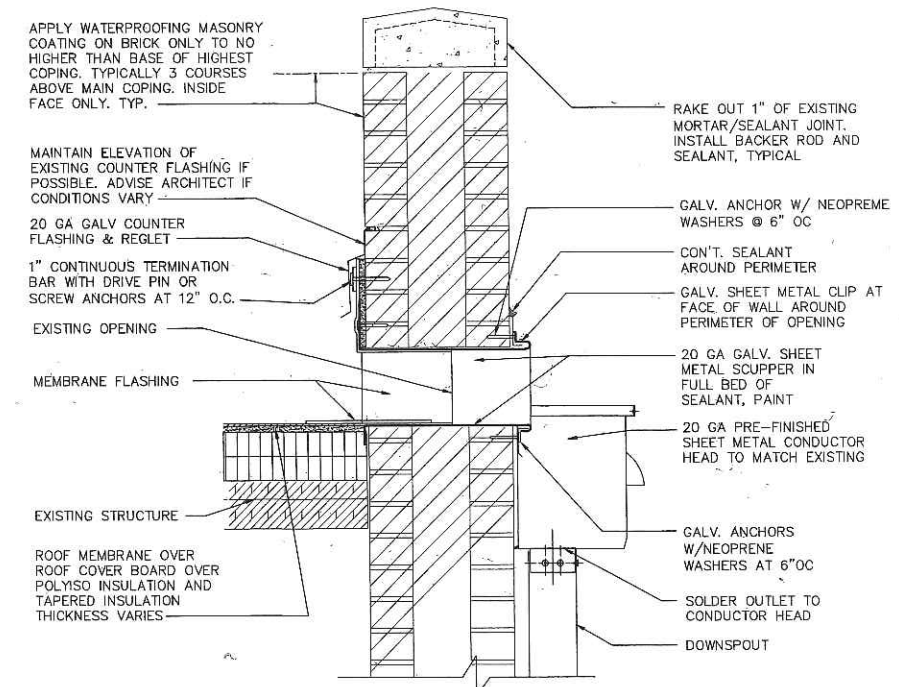 APPLY WATERPROOFING MASONRY
COATING ON BRICK ONLY TO NO
HIGHER THAN BASE OF HIGHEST
COPING. TYPICALLY 3 COURSES
ABOVE MAIN COPING. INSIDE
FACE ONLY. TYP.
MAINTAIN ELEVATION OF
EXISTING COUNTER FLASHING IF
POSSIBLE. ADVISE ARCHITECT IF
CONDITIONS VARY
20 GA GALV COUNTER
FLASHING & REGLET
1" CONTINUOUS TERMINATION
BAR WITH DRIVE PIN OR
SCREW ANCHORS AT 12" O.C.
EXISTING OPENING
MEMBRANE FLASHING
EXISTING STRUCTURE
ROOF MEMBRANE OVER
ROOF COVER BOARD OVER
POLYISO INSULATION AND
TAPERED INSULATION
THICKNESS VARIES
RAKE OUT 1" OF EXISTING
MORTAR/SEALANT JOINT.
INSTALL BACKER ROD AND
SEALANT, TYPICAL
GALV. ANCHOR W/ NEOPREME
WASHERS @ 6" OC
CON'T. SEALANT
AROUND PERIMETER
GALV. SHEET METAL CLIP AT
FACE OF WALL AROUND
PERIMETER OF OPENING
20 GA GALV. SHEET
METAL SCUPPER IN
FULL BED OF
SEALANT, PAINT
20 GA PRE-FINISHED
SHEET METAL CONDUCTOR
HEAD TO MATCH EXISTING
GALV. ANCHORS
W/NEOPRENE
WASHERS AT 6"OC
SOLDER OUTLET TO
CONDUCTOR HEAD
DOWNSPOUT